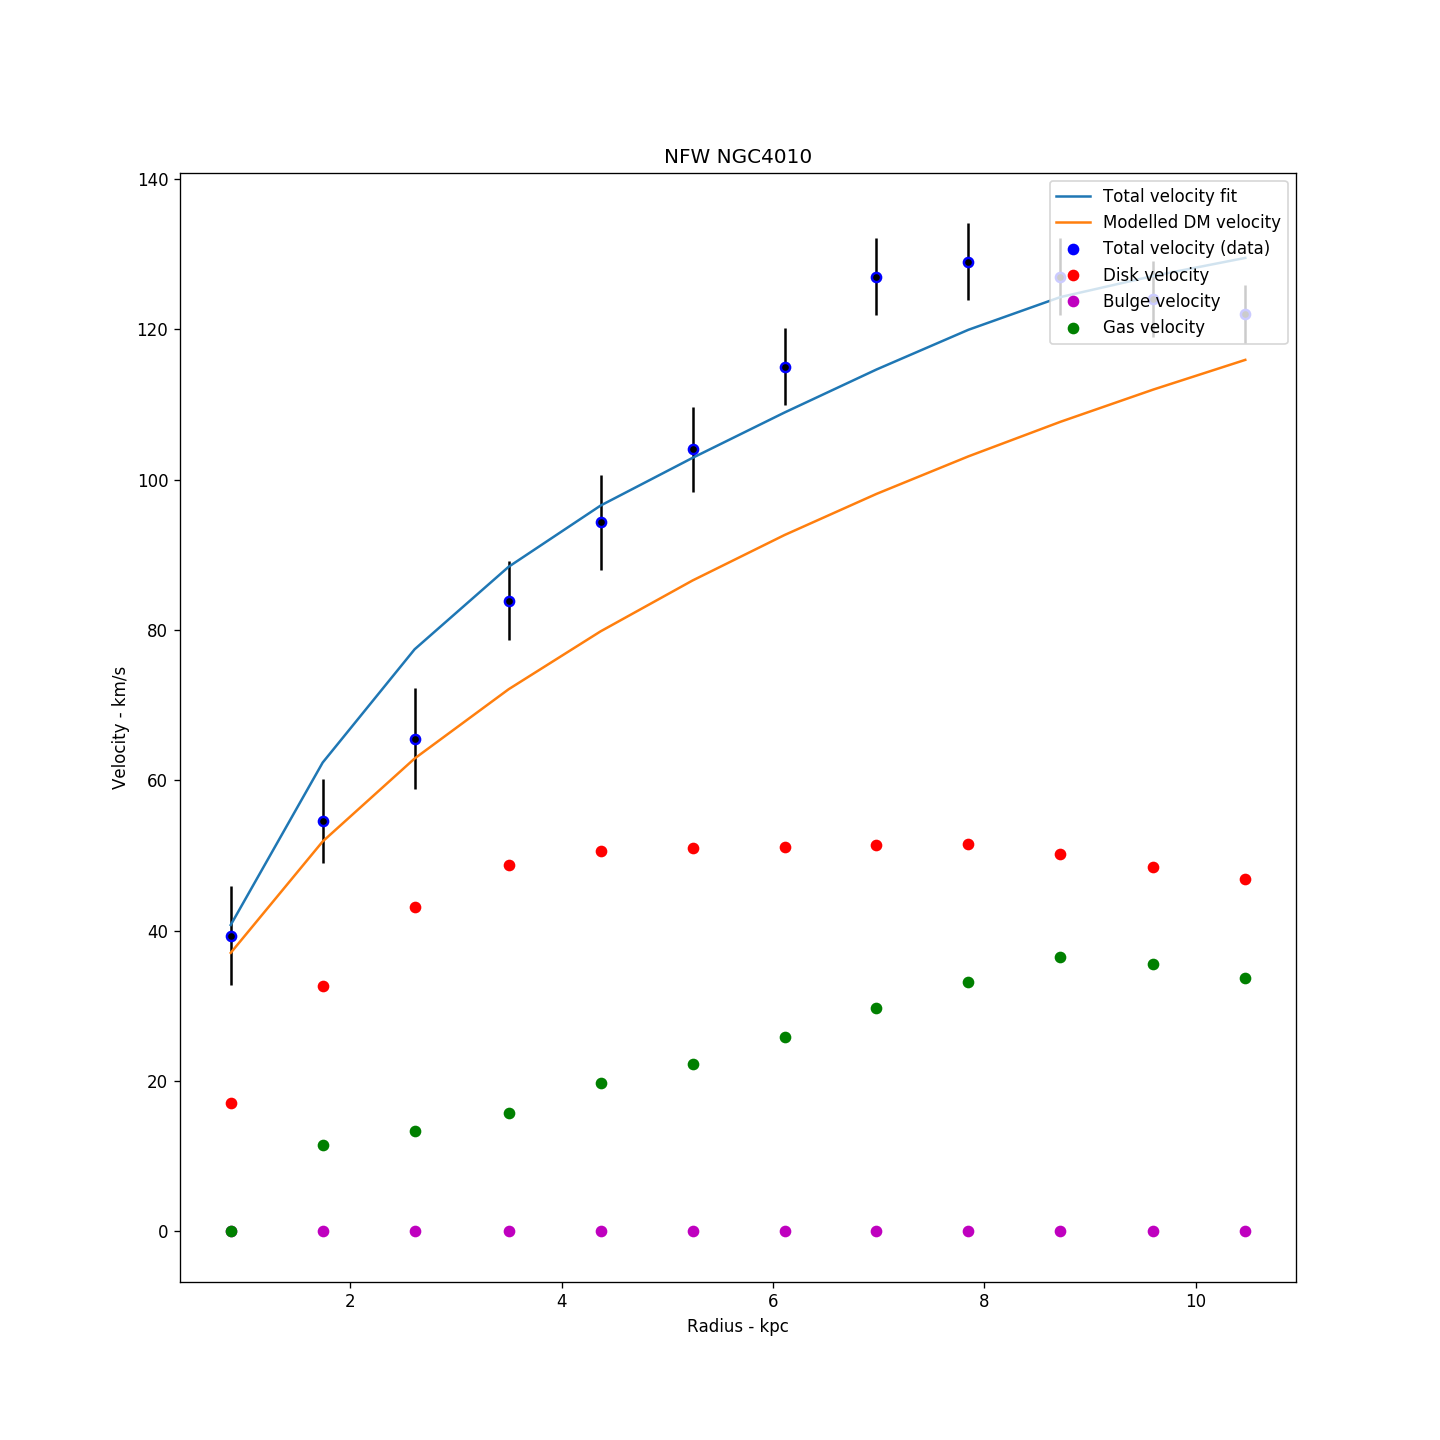 NFW NGC4010
140
120
100
80
60
40
20
0
Velocity - km/s
Total velocity fit
Modelled DM velocity
Total velocity (data)
Disk velocity
Bulge velocity
Gas velocity
2 4 6 8 10
Radius - kpc